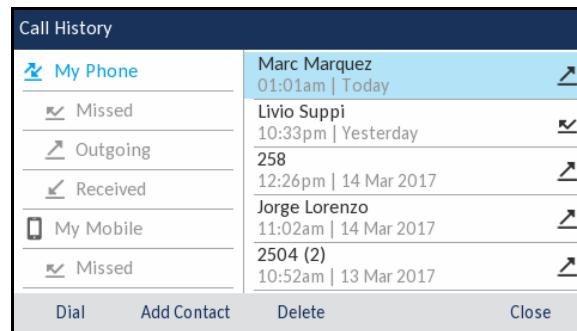 Call History
My Phone
Missed
Outgoing
Received
My Mobile
Missed
Marc Marquez
01:01am | Today
Livio Suppi
10:33pm | Yesterday
258
12:26pm | 14 Mar 2017
Jorge Lorenzo
11:02am | 14 Mar 2017
2504 (2)
10:52am | 13 Mar 2017
Dial Add Contact Delete Close